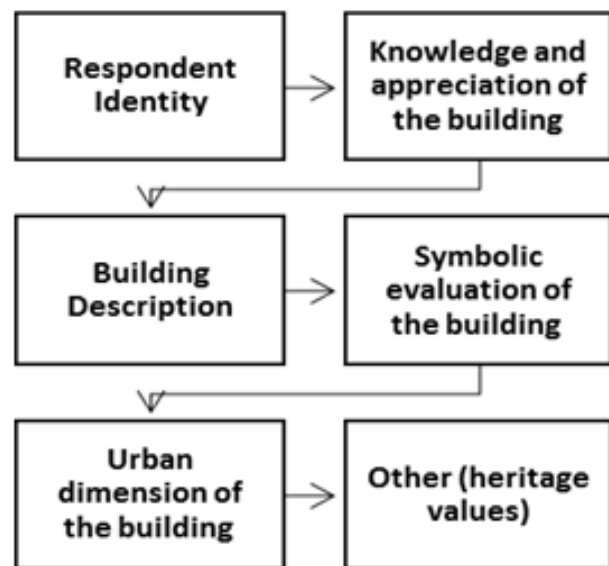 Respondent
Identity
Knowledge and
appreciation of
the building
Building
Description
Symbolic
evaluation of
the building
Urban
dimension of
the building
Other (heritage
values)